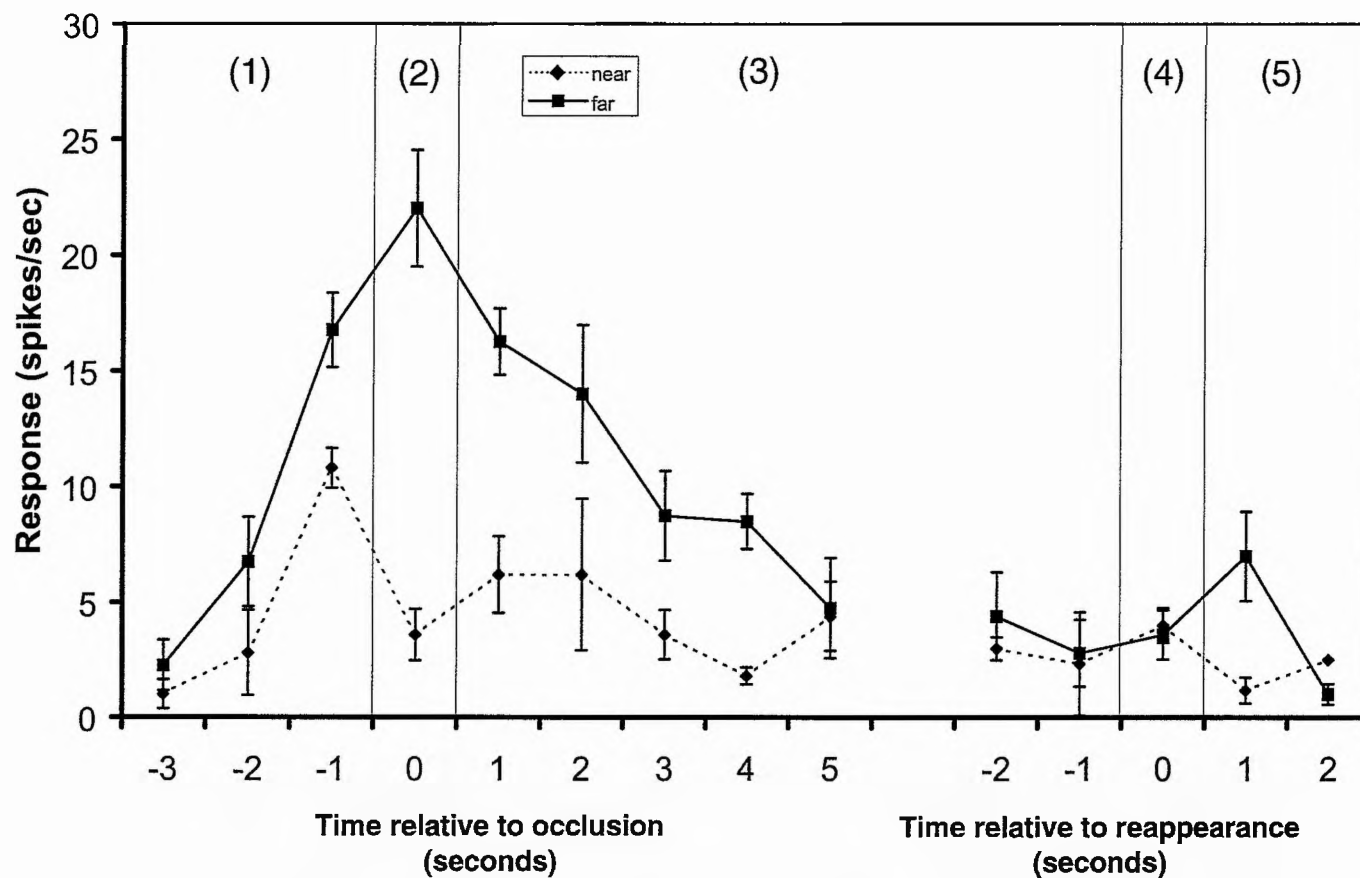 30
25
20
15
10
5
0
Response (spikes/sec)
(1)
(2)
(3)
(4)
(5)
near
far
-3 -2 -1 0 1 2 3 4 5 -2 -1 0 1 2
Time relative to occlusion
(seconds)
Time relative to reappearance
(seconds)